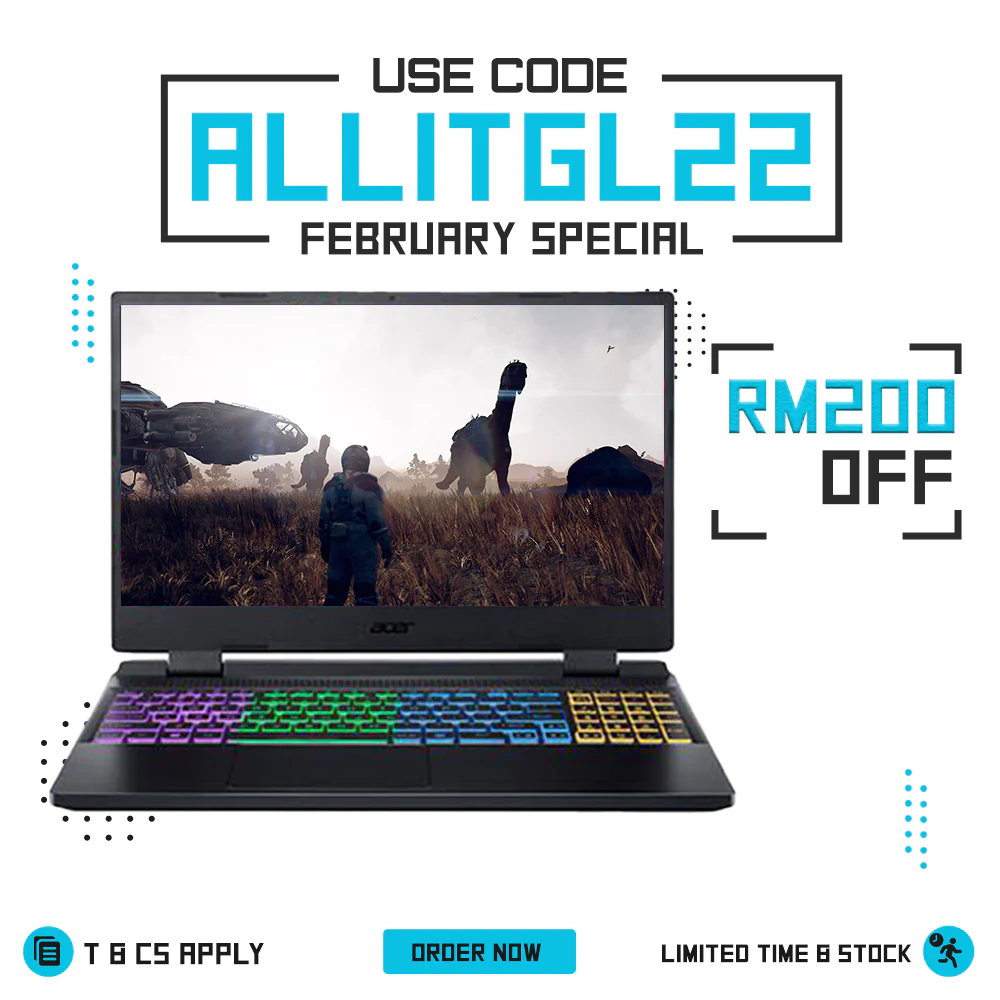 USE CODE
ALLITGL22
FEBRUARY SPECIAL
RM200
OFF
acer
T & CS APPLY
ORDER NOW
LIMITED TIME & STOCK